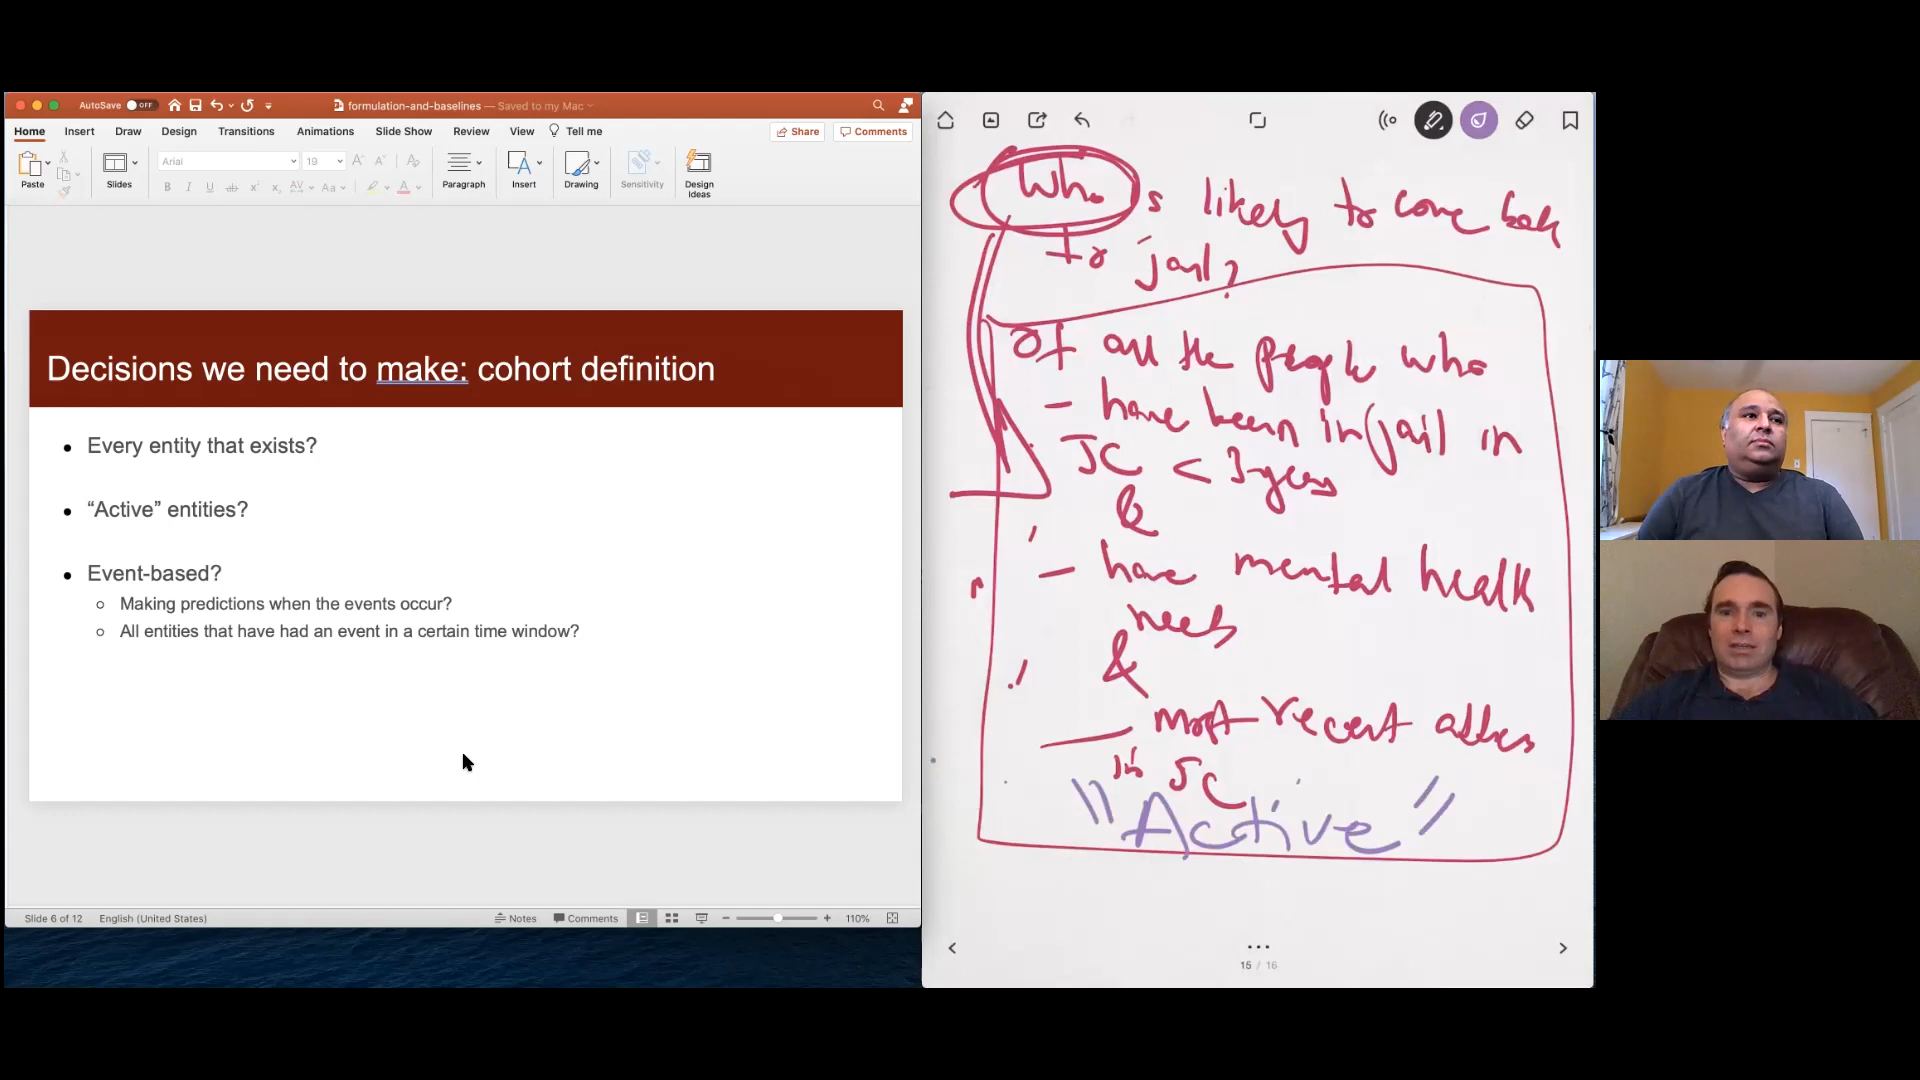 AutoSave OFF
formulation-and-baselines — Saved to my Mac
Home Insert Draw Design Transitions Animations Slide Show Review View Tell me
Share Comments
Arial 19
Paste Slides Paragraph Insert Drawing Sensitivity Design Ideas
B I U ab x² x₂ AV Aa A
Decisions we need to make: cohort definition
Every entity that exists?
“Active” entities?
Event-based?
Making predictions when the events occur?
All entities that have had an event in a certain time window?
Slide 6 of 12 English (United States) Notes Comments 110%
Who is likely to come back
to jail?
Of all the people who
– have been in jail in
JC < 3 years
&
– have mental health
needs
&
– most recent address
in JC
"Active"
15 / 16